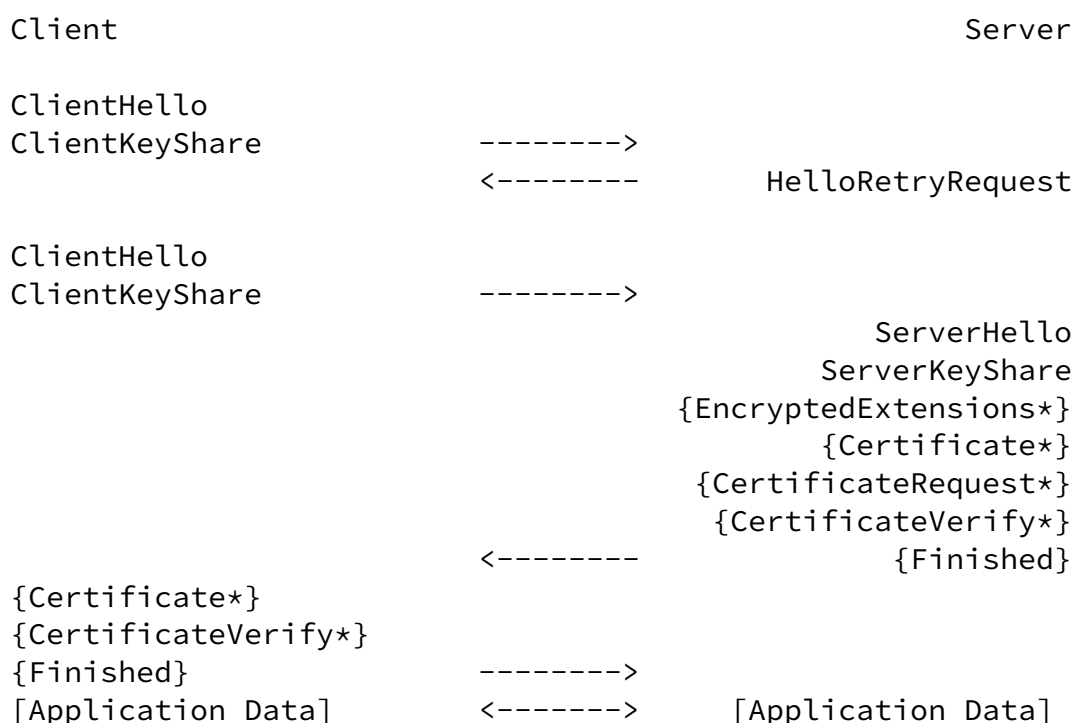 Client                                               Server

ClientHello
ClientKeyShare            -------->
                          <--------       HelloRetryRequest

ClientHello
ClientKeyShare            -------->
                                                ServerHello
                                             ServerKeyShare
                                     {EncryptedExtensions*}
                                             {Certificate*}
                                      {CertificateRequest*}
                                       {CertificateVerify*}
                          <--------              {Finished}
{Certificate*}
{CertificateVerify*}
{Finished}                -------->
[Application Data]        <------->     [Application Data]